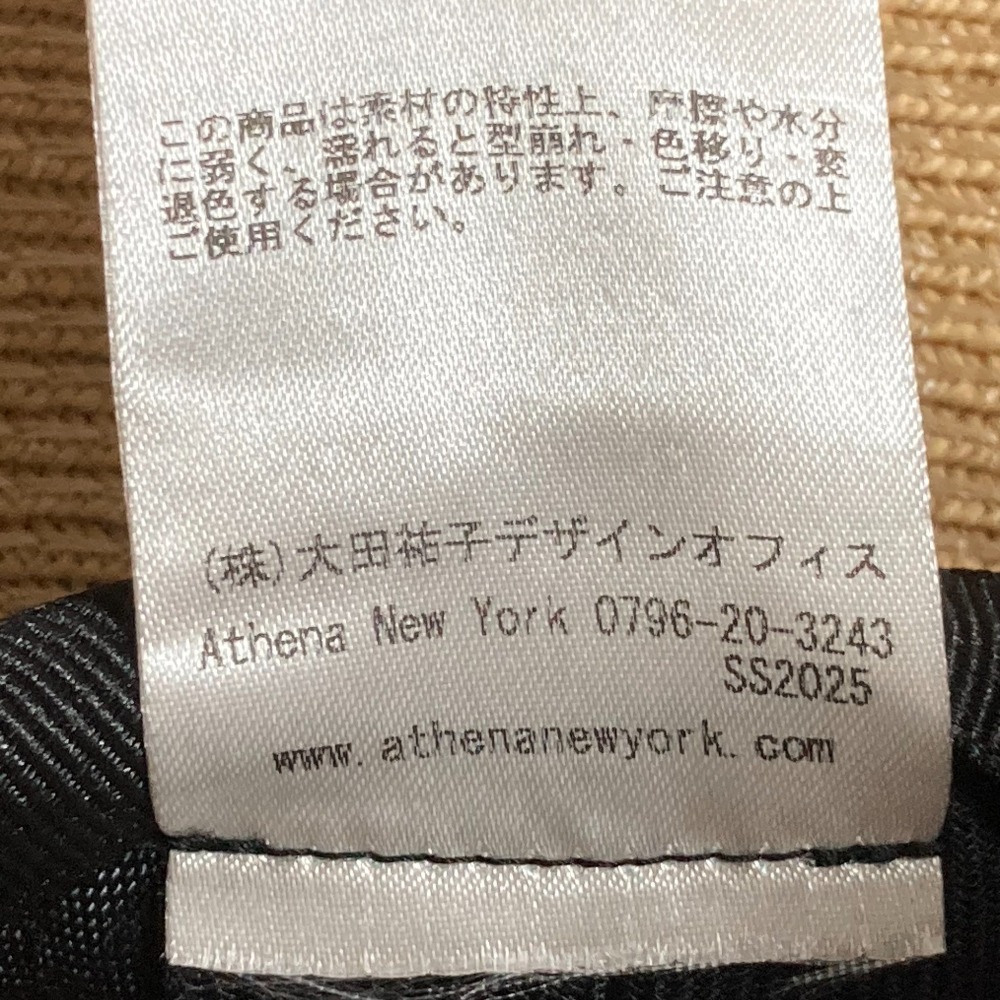 この商品は素材の特性上、摩擦や水分
に弱く、濡れると型崩れ・色移り・変
退色する場合があります。ご注意の上
ご使用ください。
(株)大田祐子デザインオフィス
Athena New York 0796-20-3243
SS2025
www.athenanewyork.com